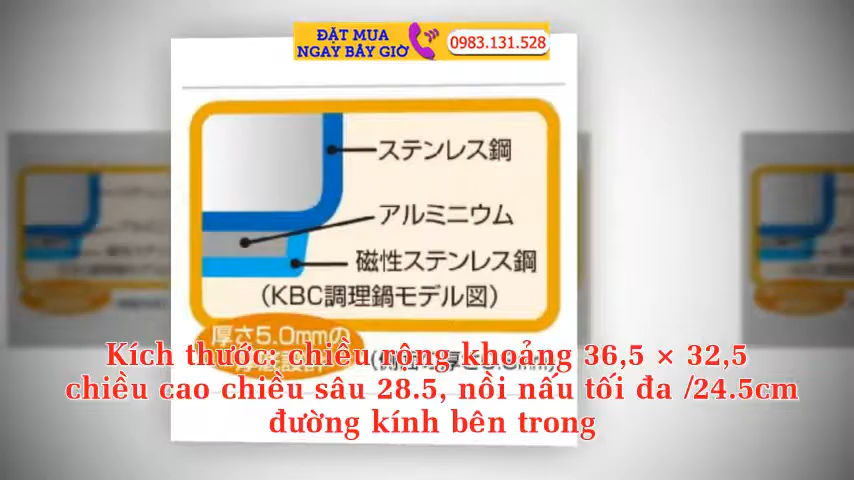 ĐẶT MUA
NGAY BÂY GIỜ
0983.131.528
ステンレス鋼
アルミニウム
磁性ステンレス鋼
(KBC調理鍋モデル図)
厚さ5.0mmの
Kích thước: chiều rộng khoảng 36,5 × 32,5
chiều cao chiều sâu 28.5, nồi nấu tối đa /24.5cm
đường kính bên trong